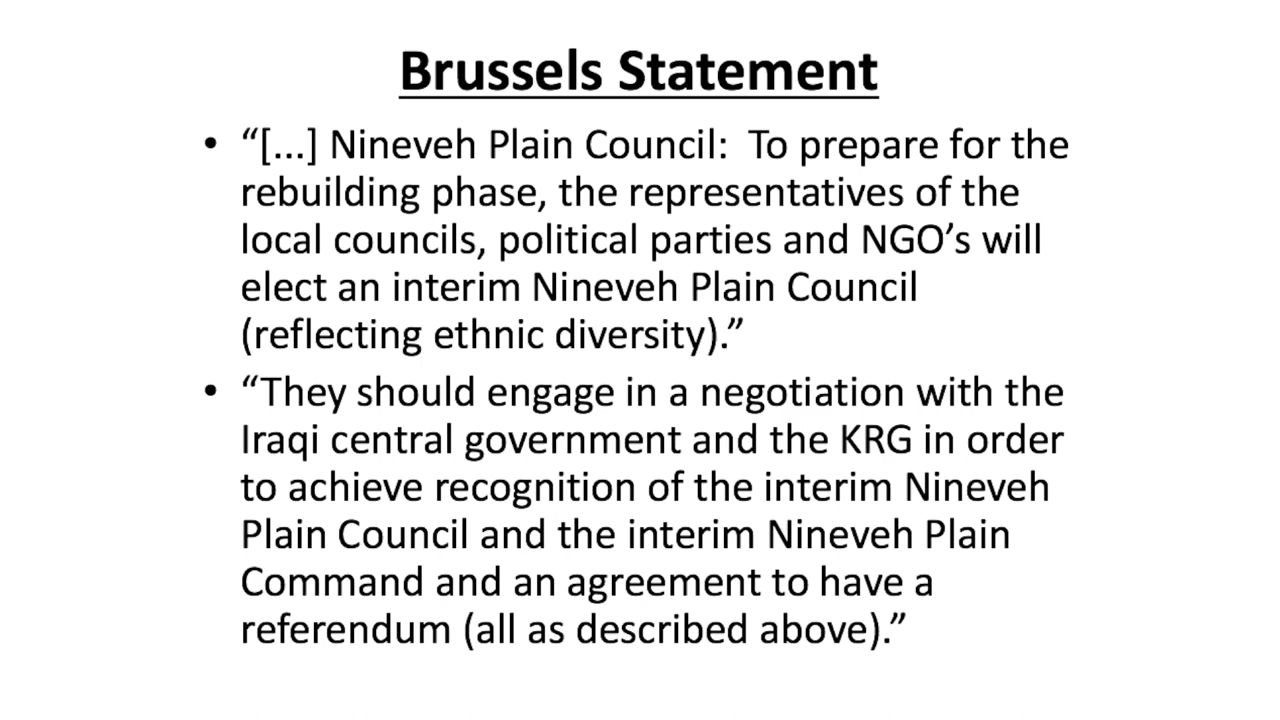 Brussels Statement
• “[...] Nineveh Plain Council:  To prepare for the
rebuilding phase, the representatives of the
local councils, political parties and NGO’s will
elect an interim Nineveh Plain Council
(reflecting ethnic diversity).”
• “They should engage in a negotiation with the
Iraqi central government and the KRG in order
to achieve recognition of the interim Nineveh
Plain Council and the interim Nineveh Plain
Command and an agreement to have a
referendum (all as described above).”